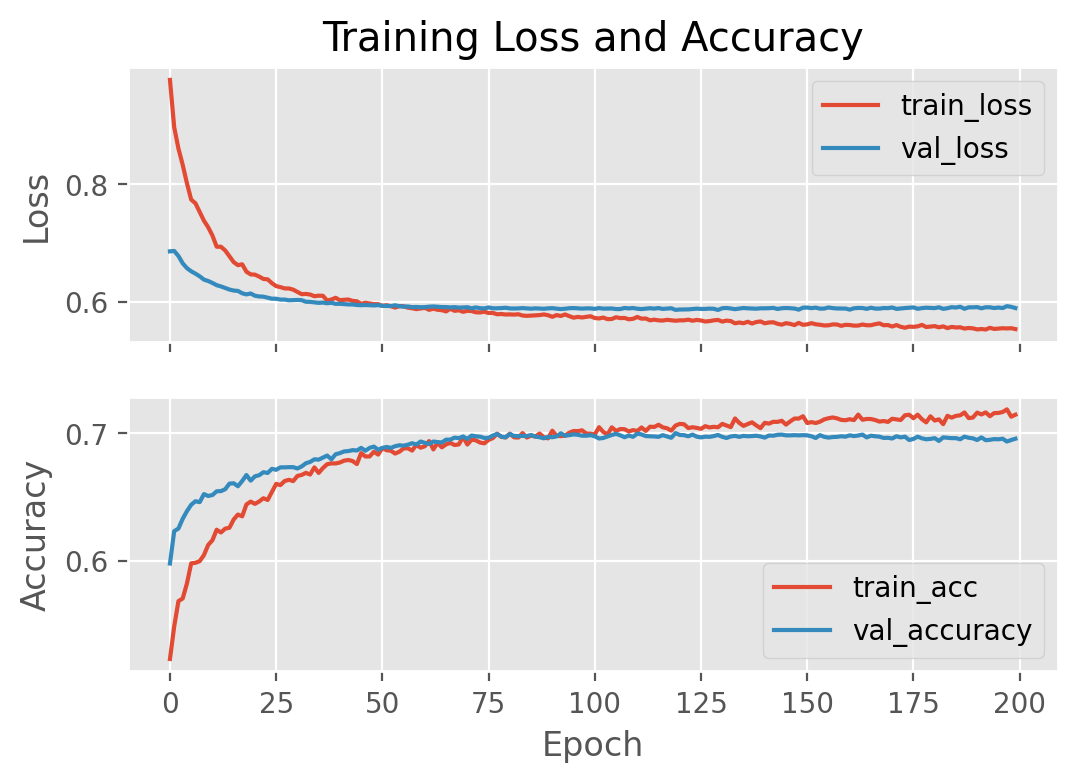 Training Loss and Accuracy
Loss
0.8
0.6
train_loss
val_loss
Accuracy
0.7
0.6
train_acc
val_accuracy
0 25 50 75 100 125 150 175 200
Epoch